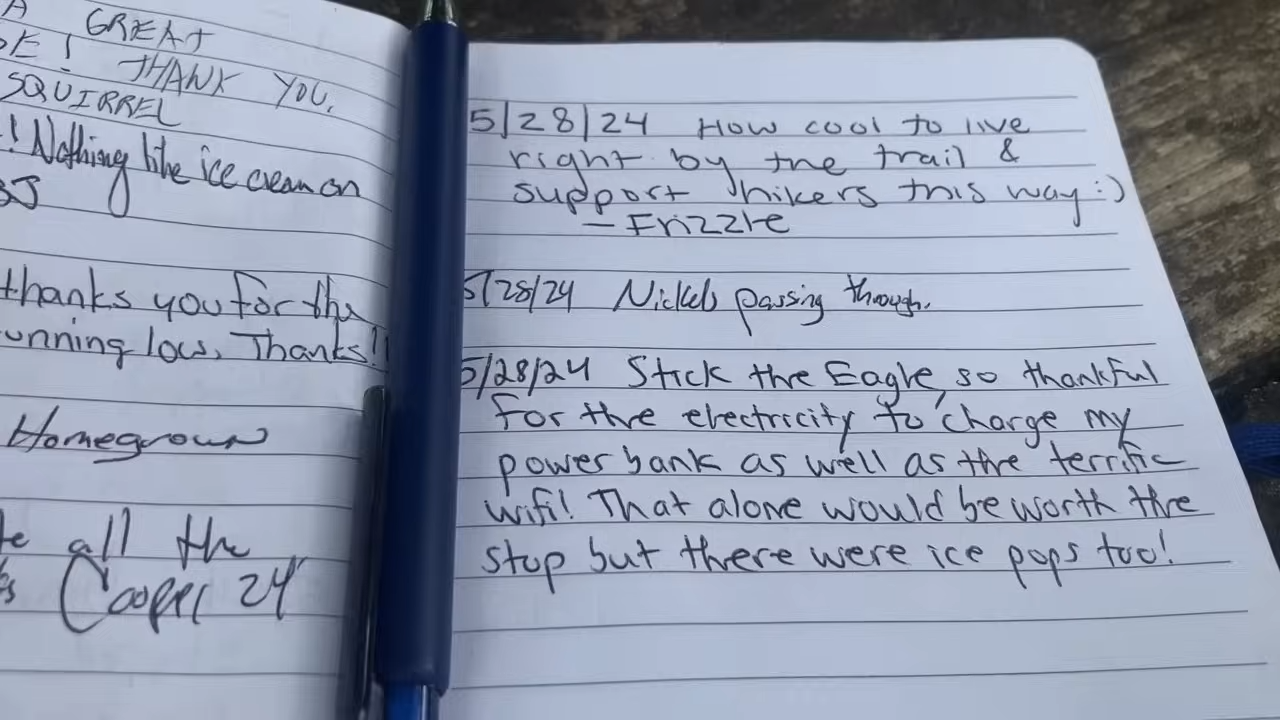 A GREAT
! THANK YOU.
SQUIRREL
! Nothing like ice cream on
BJ
thanks you for the
unning low. Thanks!!
Homegrown
all the
Cooper 24
5/28/24 How cool to live
right by the trail &
support hikers this way :)
— Frizzle
5/28/24 Nickels passing through.
5/28/24 Stick the Eagle, so thankful
for the electricity to charge my
power bank as well as the terrific
wifi! That alone would be worth the
stop but there were ice pops too!